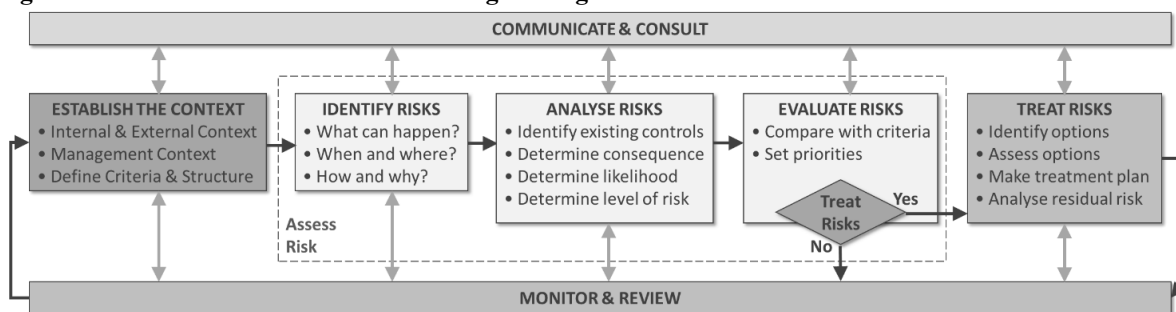 COMMUNICATE & CONSULT
ESTABLISH THE CONTEXT
• Internal & External Context
• Management Context
• Define Criteria & Structure
IDENTIFY RISKS
• What can happen?
• When and where?
• How and why?
ANALYSE RISKS
• Identify existing controls
• Determine consequence
• Determine likelihood
• Determine level of risk
EVALUATE RISKS
• Compare with criteria
• Set priorities
Treat
Risks
Yes
No
TREAT RISKS
• Identify options
• Assess options
• Make treatment plan
• Analyse residual risk
Assess
Risk
MONITOR & REVIEW